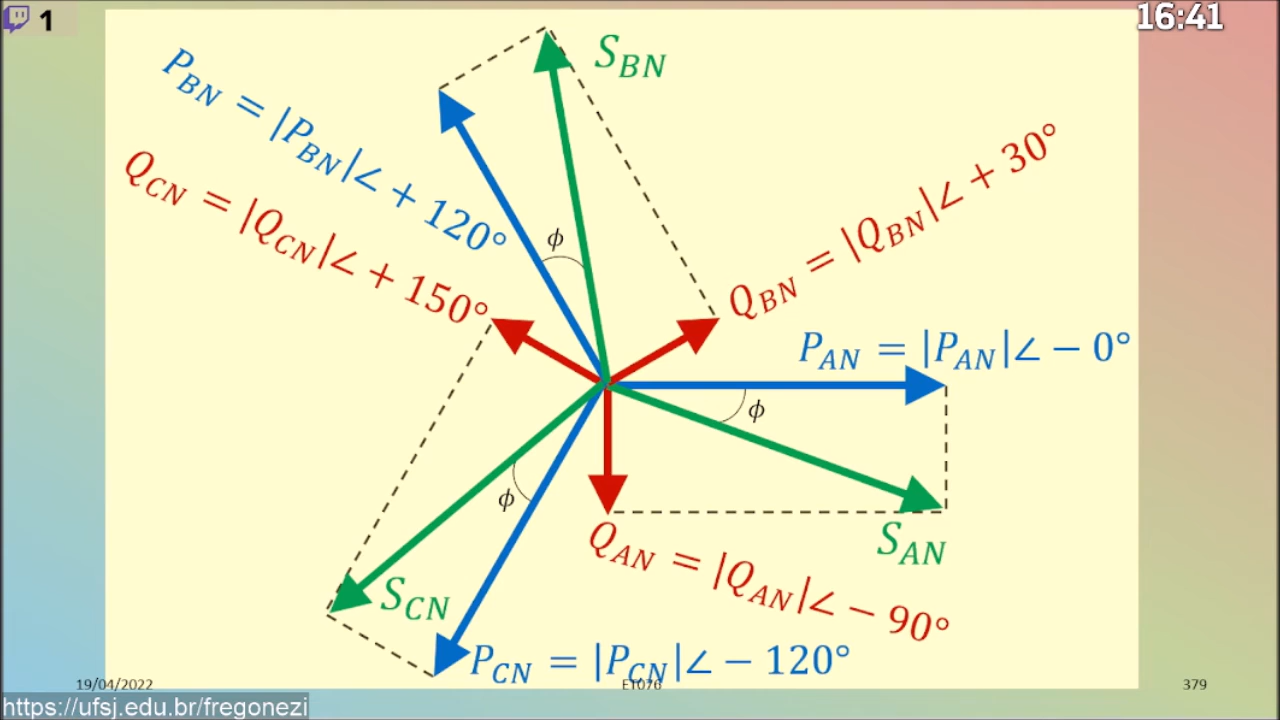 1
16:41
S_BN
P_BN = |P_BN|∠ + 120°
Q_CN = |Q_CN|∠ + 150°
Q_BN = |Q_BN|∠ + 30°
ϕ
P_AN = |P_AN|∠ − 0°
ϕ
ϕ
S_AN
Q_AN = |Q_AN|∠ − 90°
S_CN
P_CN = |P_CN|∠ − 120°
19/04/2022
ET076
379
https://ufsj.edu.br/fregonezi